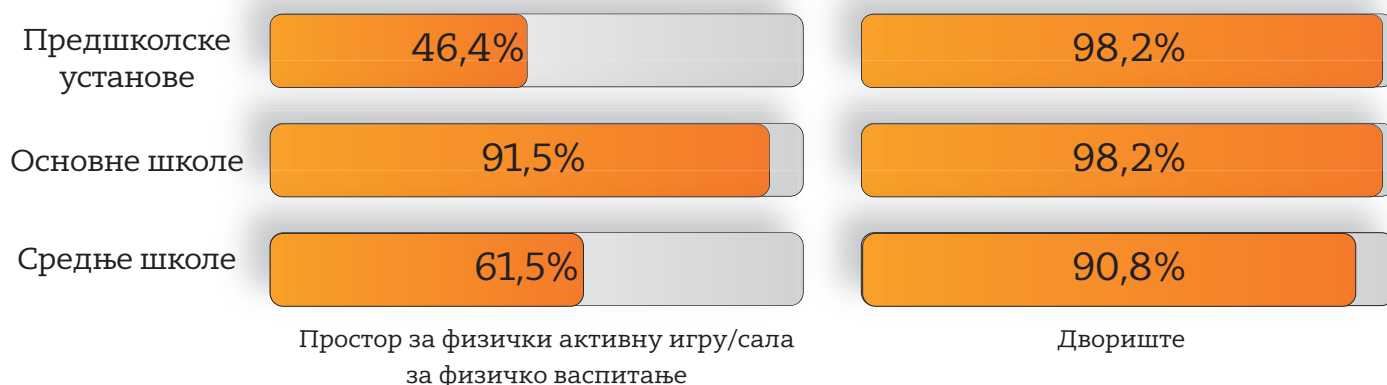 Предшколске
установе
46,4%
98,2%
Основне школе
91,5%
98,2%
Средње школе
61,5%
90,8%
Простор за физички активну игру/сала
за физичко васпитање
Двориште